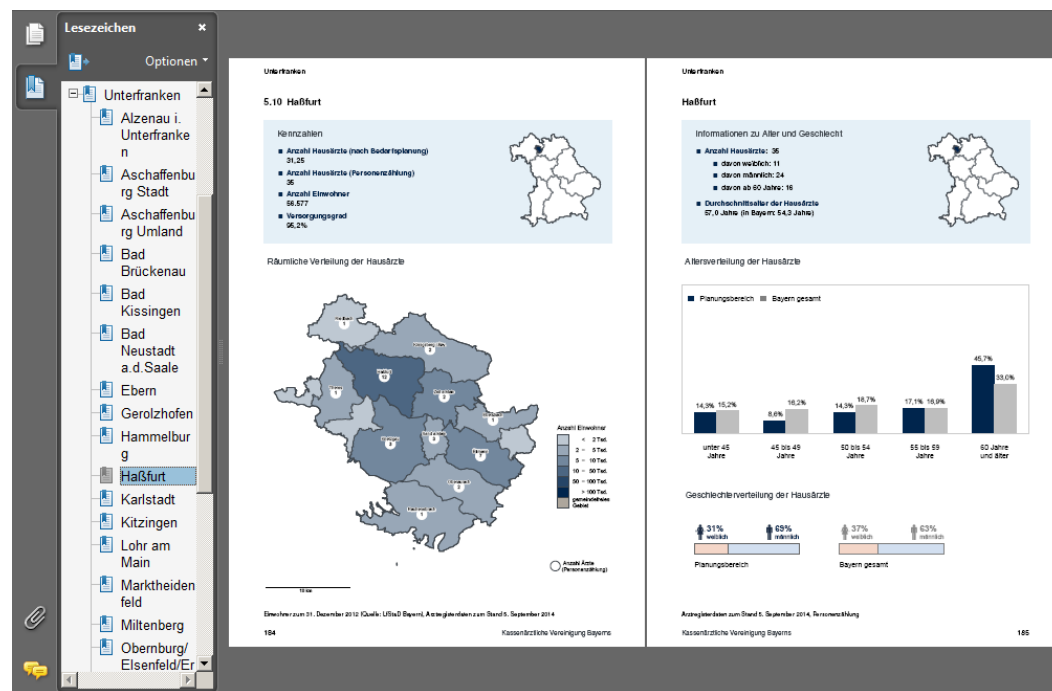 Lesezeichen
Optionen
Unterfranken
Alzenau i.
Unterfranke
n
Aschaffenbu
rg Stadt
Aschaffenbu
rg Umland
Bad
Brückenau
Bad
Kissingen
Bad
Neustadt
a.d.Saale
Ebern
Gerolzhofen
Hammelbur
g
Haßfurt
Karlstadt
Kitzingen
Lohr am
Main
Marktheiden
feld
Miltenberg
Obernburg/
Elsenfeld/Er
Unterfranken
5.10 Haßfurt
Kennzahlen
Anzahl Hausärzte (nach Bedarfsplanung)
31,25
Anzahl Hausärzte (Personenzählung)
35
Anzahl Einwohner
56.577
Versorgungsgrad
95,2%
Räumliche Verteilung der Hausärzte
Anzahl Einwohner
< 2 Tsd.
2 - 5 Tsd.
5 - 10 Tsd.
10 - 50 Tsd.
50 - 100 Tsd.
> 100 Tsd.
gemeindefreies
Gebiet
Anzahl Ärzte
(Personenzählung)
10 km
Einwohner zum 31. Dezember 2012 (Quelle: LfStaD Bayern), Arztregisterdaten zum Stand 5. September 2014
184
Kassenärztliche Vereinigung Bayerns
Unterfranken
Haßfurt
Informationen zu Alter und Geschlecht
Anzahl Hausärzte: 35
davon weiblich: 11
davon männlich: 24
davon ab 60 Jahre: 16
Durchschnittsalter der Hausärzte
57,0 Jahre (in Bayern: 54,3 Jahre)
Altersverteilung der Hausärzte
Planungsbereich
Bayern gesamt
14,3% 15,2%
8,6% 16,2%
14,3% 18,7%
17,1% 16,9%
45,7% 33,0%
unter 45
Jahre
45 bis 49
Jahre
50 bis 54
Jahre
55 bis 59
Jahre
60 Jahre
und älter
Geschlechterverteilung der Hausärzte
31%
weiblich
69%
männlich
37%
weiblich
63%
männlich
Planungsbereich
Bayern gesamt
Arztregisterdaten zum Stand 5. September 2014, Personenzählung
Kassenärztliche Vereinigung Bayerns
185